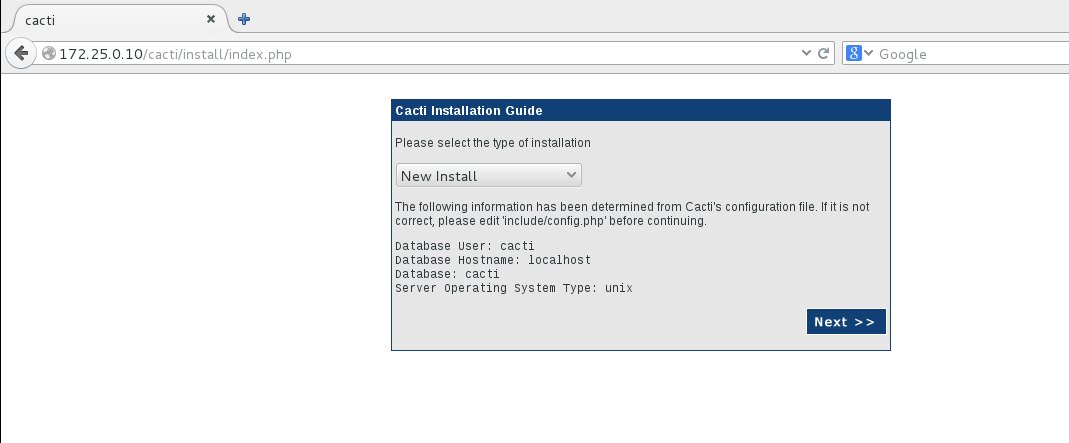 cacti
172.25.0.10/cacti/install/index.php
Google
Cacti Installation Guide
Please select the type of installation
New Install
The following information has been determined from Cacti's configuration file. If it is not
correct, please edit 'include/config.php' before continuing.
Database User: cacti
Database Hostname: localhost
Database: cacti
Server Operating System Type: unix
Next >>